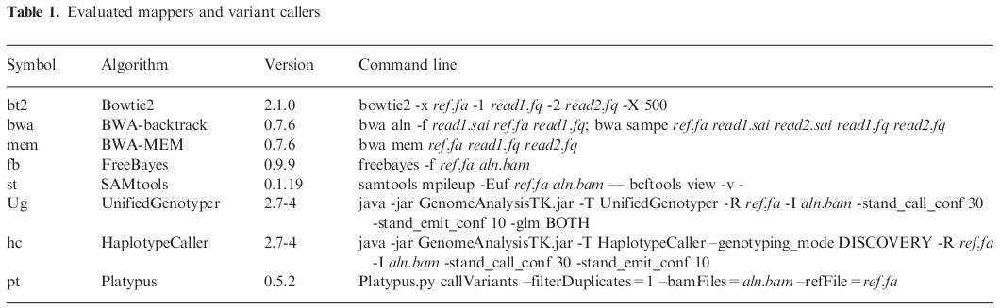 Table 1. Evaluated mappers and variant callers
Symbol Algorithm Version Command line
bt2 Bowtie2 2.1.0 bowtie2 -x ref.fa -1 read1.fq -2 read2.fq -X 500
bwa BWA-backtrack 0.7.6 bwa aln -f read1.sai ref.fa read1.fq; bwa sampe ref.fa read1.sai read2.sai read1.fq read2.fq
mem BWA-MEM 0.7.6 bwa mem ref.fa read1.fq read2.fq
fb FreeBayes 0.9.9 freebayes -f ref.fa aln.bam
st SAMtools 0.1.19 samtools mpileup -Euf ref.fa aln.bam — bcftools view -v -
Ug UnifiedGenotyper 2.7-4 java -jar GenomeAnalysisTK.jar -T UnifiedGenotyper -R ref.fa -I aln.bam -stand_call_conf 30
-stand_emit_conf 10 -glm BOTH
hc HaplotypeCaller 2.7-4 java -jar GenomeAnalysisTK.jar -T HaplotypeCaller –genotyping_mode DISCOVERY -R ref.fa
-I aln.bam -stand_call_conf 30 -stand_emit_conf 10
pt Platypus 0.5.2 Platypus.py callVariants –filterDuplicates=1 –bamFiles=aln.bam –refFile=ref.fa